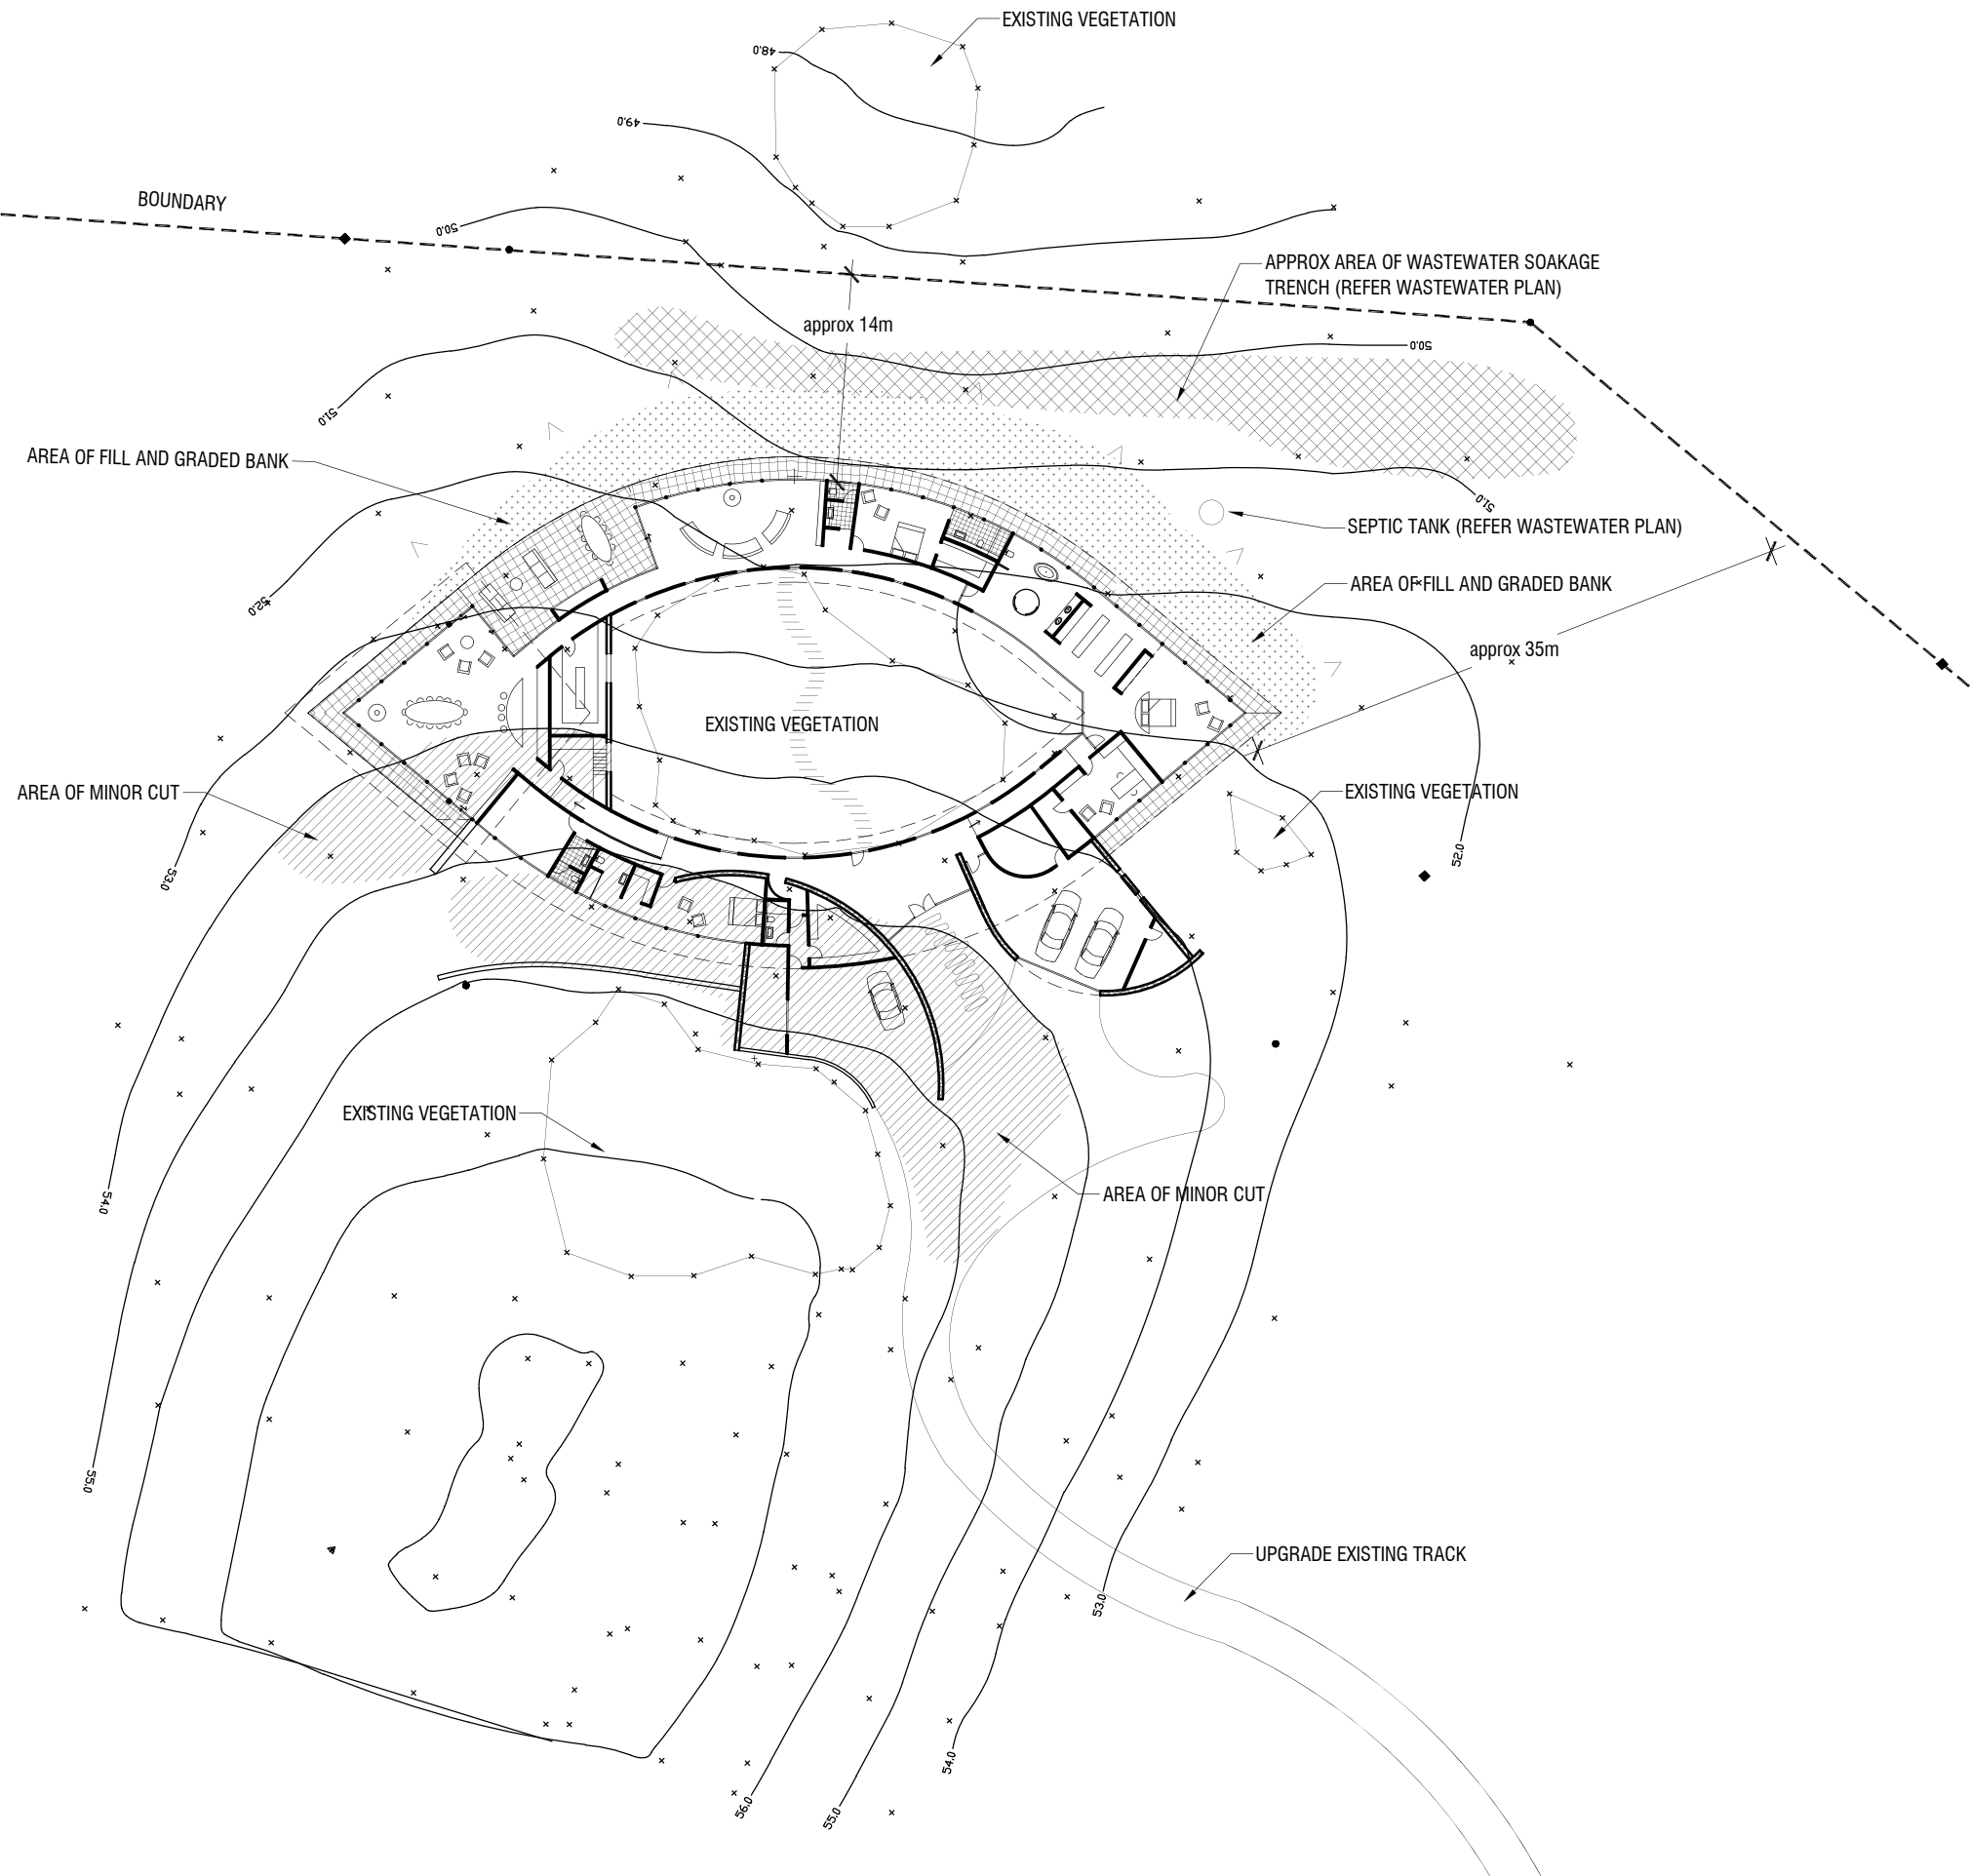 EXISTING VEGETATION
48.0
49.0
BOUNDARY
50.0
APPROX AREA OF WASTEWATER SOAKAGE
TRENCH (REFER WASTEWATER PLAN)
approx 14m
50.0
51.0
AREA OF FILL AND GRADED BANK
51.0
SEPTIC TANK (REFER WASTEWATER PLAN)
AREA OF FILL AND GRADED BANK
52.0
approx 35m
EXISTING VEGETATION
AREA OF MINOR CUT
EXISTING VEGETATION
52.0
53.0
EXISTING VEGETATION
AREA OF MINOR CUT
54.0
55.0
UPGRADE EXISTING TRACK
53.0
54.0
56.0
55.0